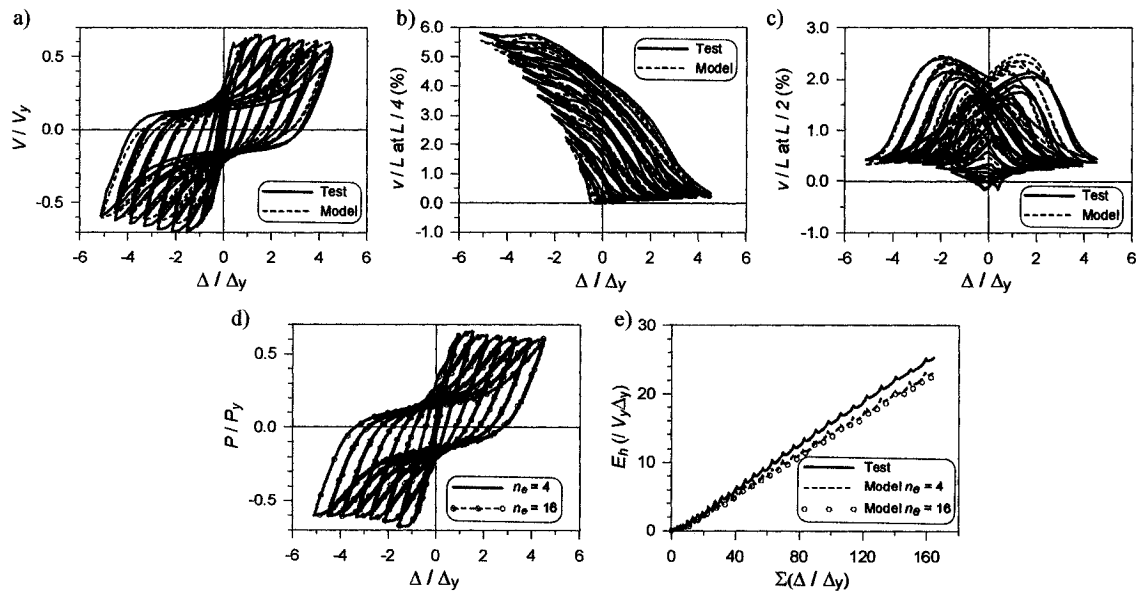 a)
V / Vy
0.5
0.0
-0.5
-6 -4 -2 0 2 4 6
Δ / Δy
Test
Model
b)
v / L at L / 4 (%)
6.0
5.0
4.0
3.0
2.0
1.0
0.0
-1.0
-6 -4 -2 0 2 4 6
Δ / Δy
Test
Model
c)
v / L at L / 2 (%)
3.0
2.0
1.0
0.0
-1.0
-6 -4 -2 0 2 4 6
Δ / Δy
Test
Model
d)
P / Py
0.5
0.0
-0.5
-6 -4 -2 0 2 4 6
Δ / Δy
ne = 4
ne = 16
e)
Eh (/ VyΔy)
30
20
10
0
0 40 80 120 160
Σ(Δ / Δy)
Test
Model ne = 4
Model ne = 16